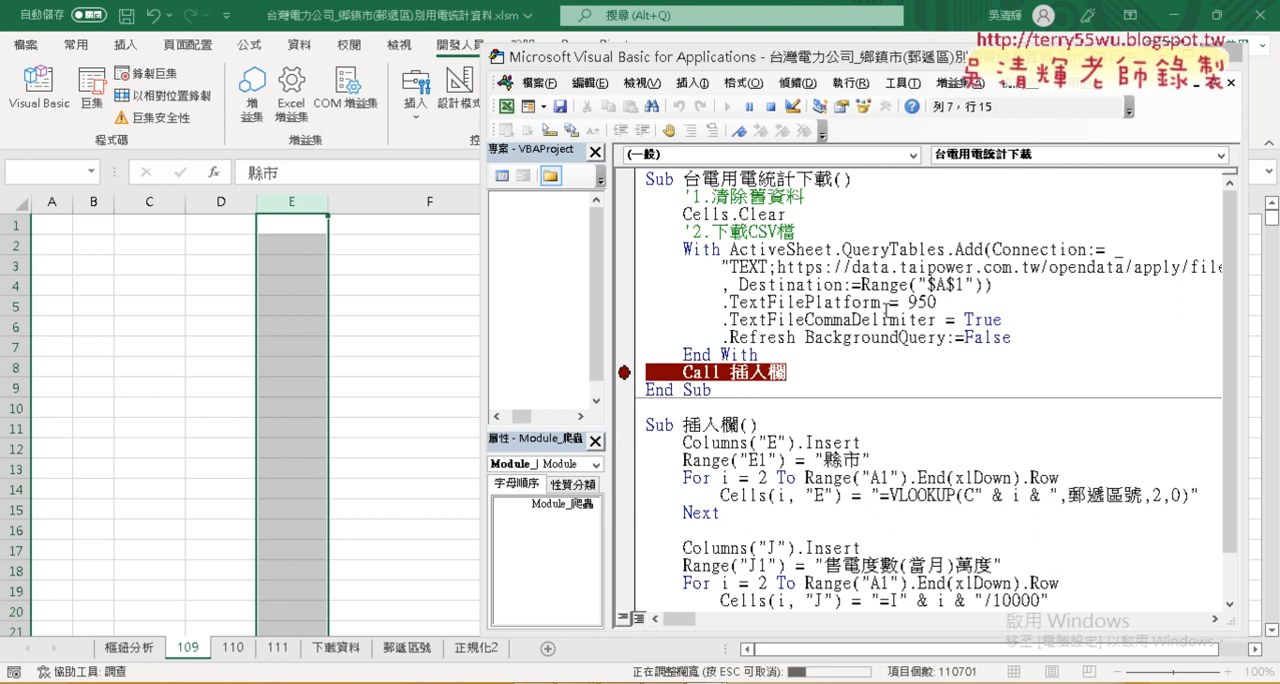 自動儲存
台灣電力公司_鄉鎮市(郵遞區)別用電統計資料.xlsm
搜尋 (Alt+Q)
吳清輝
http://terry55wu.blogspot.tw
吳清輝老師錄製
檔案 常用 插入 頁面配置 公式 資料 校閱 檢視 開發人
Visual Basic 巨集 錄製巨集 以相對位置錄製 巨集安全性
增益集 Excel 增益集 COM 增益集 插入 設計模式
程式碼 增益集
Microsoft Visual Basic for Applications - 台灣電力公司_鄉鎮市(郵遞區)別
檔案(F) 編輯(E) 檢視(V) 插入(I) 格式(O) 偵錯(D) 執行(R) 工具(T)
列 7，行 15
縣市
專案 - VBAProject
(一般) 台電用電統計下載
A B C D E F
1
2
3
4
5
6
7
8
9
10
11
12
13
14
15
16
17
18
19
20
21
屬性 - Module_爬蟲
Module_ Module
字母順序 性質分類
Module_爬蟲
Sub 台電用電統計下載()
'1.清除舊資料
Cells.Clear
'2.下載CSV檔
With ActiveSheet.QueryTables.Add(Connection:= _
"TEXT;https://data.taipower.com.tw/opendata/apply/file
, Destination:=Range("$A$1"))
.TextFilePlatform = 950
.TextFileCommaDelimiter = True
.Refresh BackgroundQuery:=False
End With
Call 插入欄
End Sub
Sub 插入欄()
Columns("E").Insert
Range("E1") = "縣市"
For i = 2 To Range("A1").End(xlDown).Row
Cells(i, "E") = "=VLOOKUP(C" & i & ",郵遞區號,2,0)"
Next
Columns("J").Insert
Range("J1") = "售電度數(當月)萬度"
For i = 2 To Range("A1").End(xlDown).Row
Cells(i, "J") = "=I" & i & "/10000"
啟用 Windows
移至 [電腦設定] 以啟用 Windows
樞紐分析 109 110 111 下載資料 郵遞區號 正規化2
協助工具: 調查
正在調整欄寬 (按 ESC 可取消):
項目個數: 110701
100%